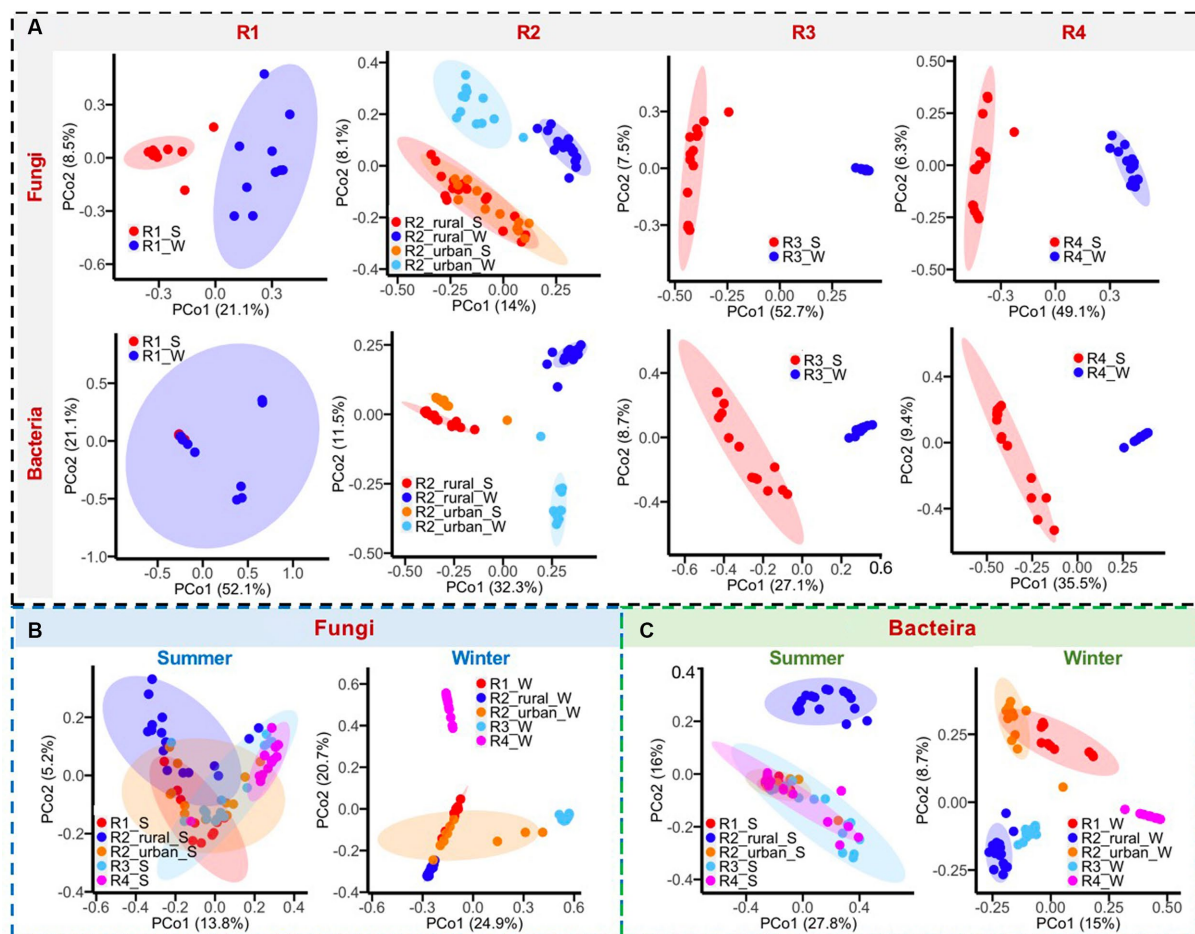 A
R1 R2 R3 R4
Fungi
PCo2 (8.5%)
0.3
0.0
-0.3
-0.6
R1_S
R1_W
-0.3 0.0 0.3
PCo1 (21.1%)
PCo2 (8.1%)
0.4
0.2
0.0
-0.2
-0.4
R2_rural_S
R2_rural_W
R2_urban_S
R2_urban_W
-0.50 -0.25 0.00 0.25
PCo1 (14%)
PCo2 (7.5%)
0.3
0.0
-0.3
R3_S
R3_W
-0.50 -0.25 0.00 0.25
PCo1 (52.7%)
PCo2 (6.3%)
0.50
0.25
0.00
-0.25
-0.50
R4_S
R4_W
-0.3 0.0 0.3
PCo1 (49.1%)
Bacteria
PCo2 (21.1%)
0.5
0.0
-0.5
-1.0
R1_S
R1_W
-0.5 0.0 0.5 1.0
PCo1 (52.1%)
PCo2 (11.5%)
0.25
0.00
-0.25
-0.50
R2_rural_S
R2_rural_W
R2_urban_S
R2_urban_W
-0.50 -0.25 0.00 0.25
PCo1 (32.3%)
PCo2 (8.7%)
0.4
0.0
-0.4
R3_S
R3_W
-0.6 -0.4 -0.2 0.0 0.2 0.4 0.6
PCo1 (27.1%)
PCo2 (9.4%)
0.4
0.0
-0.4
R4_S
R4_W
-0.50 -0.25 0.00 0.25
PCo1 (35.5%)
B
Fungi
Summer
PCo2 (5.2%)
0.2
0.0
-0.2
-0.4
R1_S
R2_rural_S
R2_urban_S
R3_S
R4_S
-0.6 -0.4 -0.2 0.0 0.2 0.4
PCo1 (13.8%)
Winter
PCo2 (20.7%)
0.6
0.4
0.2
-0.0
-0.2
-0.4
R1_W
R2_rural_W
R2_urban_W
R3_W
R4_W
-0.6 -0.3 0.0 0.3 0.6
PCo1 (24.9%)
C
Bacteira
Summer
PCo2 (16%)
0.4
0.2
-0.0
-0.2
-0.4
R1_S
R2_rural_S
R2_urban_S
R3_S
R4_S
-0.4 0.0 0.4
PCo1 (27.8%)
Winter
PCo2 (8.7%)
0.25
0.00
-0.25
R1_W
R2_rural_W
R2_urban_W
R3_W
R4_W
-0.25 0.00 0.25 0.50
PCo1 (15%)